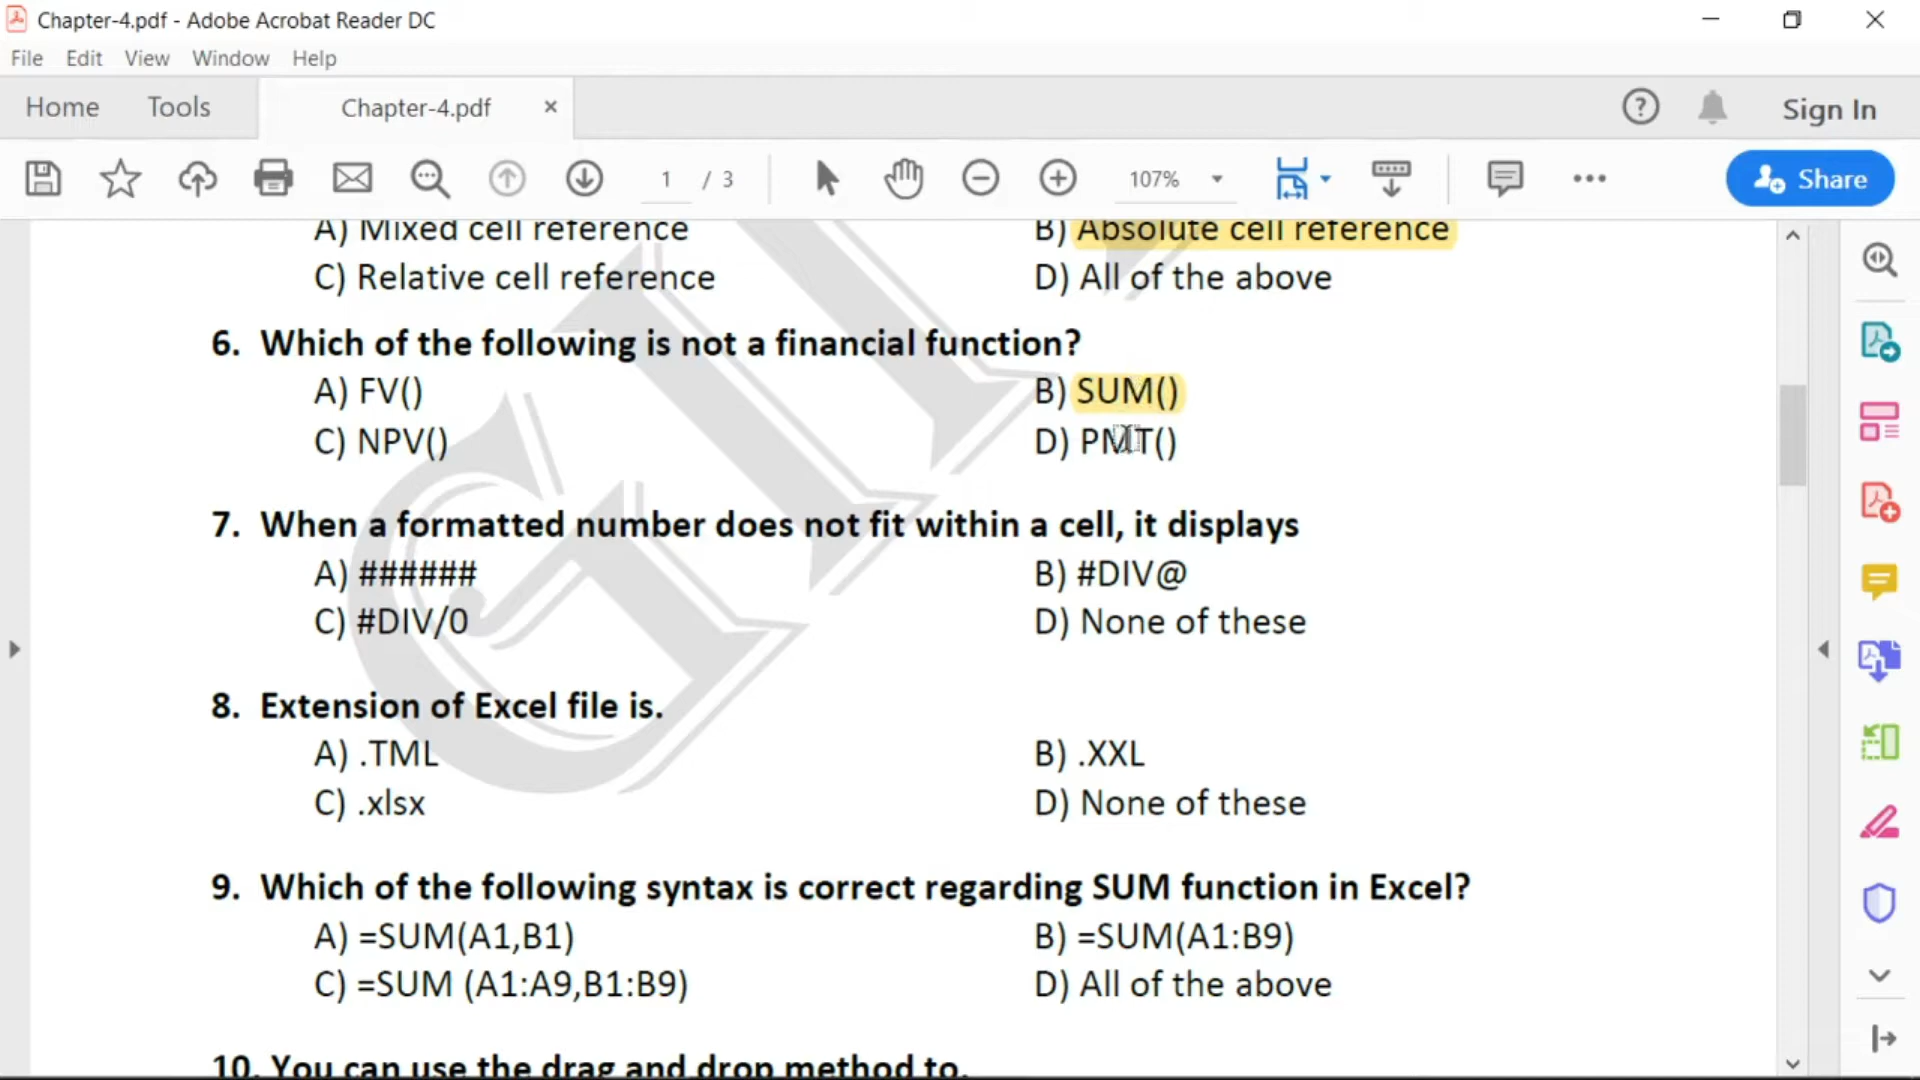 Chapter-4.pdf - Adobe Acrobat Reader DC
File Edit View Window Help
Home Tools Chapter-4.pdf × Sign In
1 / 3 107% Share
A) Mixed cell reference B) Absolute cell reference
C) Relative cell reference D) All of the above
6. Which of the following is not a financial function?
A) FV() B) SUM()
C) NPV() D) PMT()
7. When a formatted number does not fit within a cell, it displays
A) ###### B) #DIV@
C) #DIV/0 D) None of these
8. Extension of Excel file is.
A) .TML B) .XXL
C) .xlsx D) None of these
9. Which of the following syntax is correct regarding SUM function in Excel?
A) =SUM(A1,B1) B) =SUM(A1:B9)
C) =SUM (A1:A9,B1:B9) D) All of the above
10. You can use the drag and drop method to.